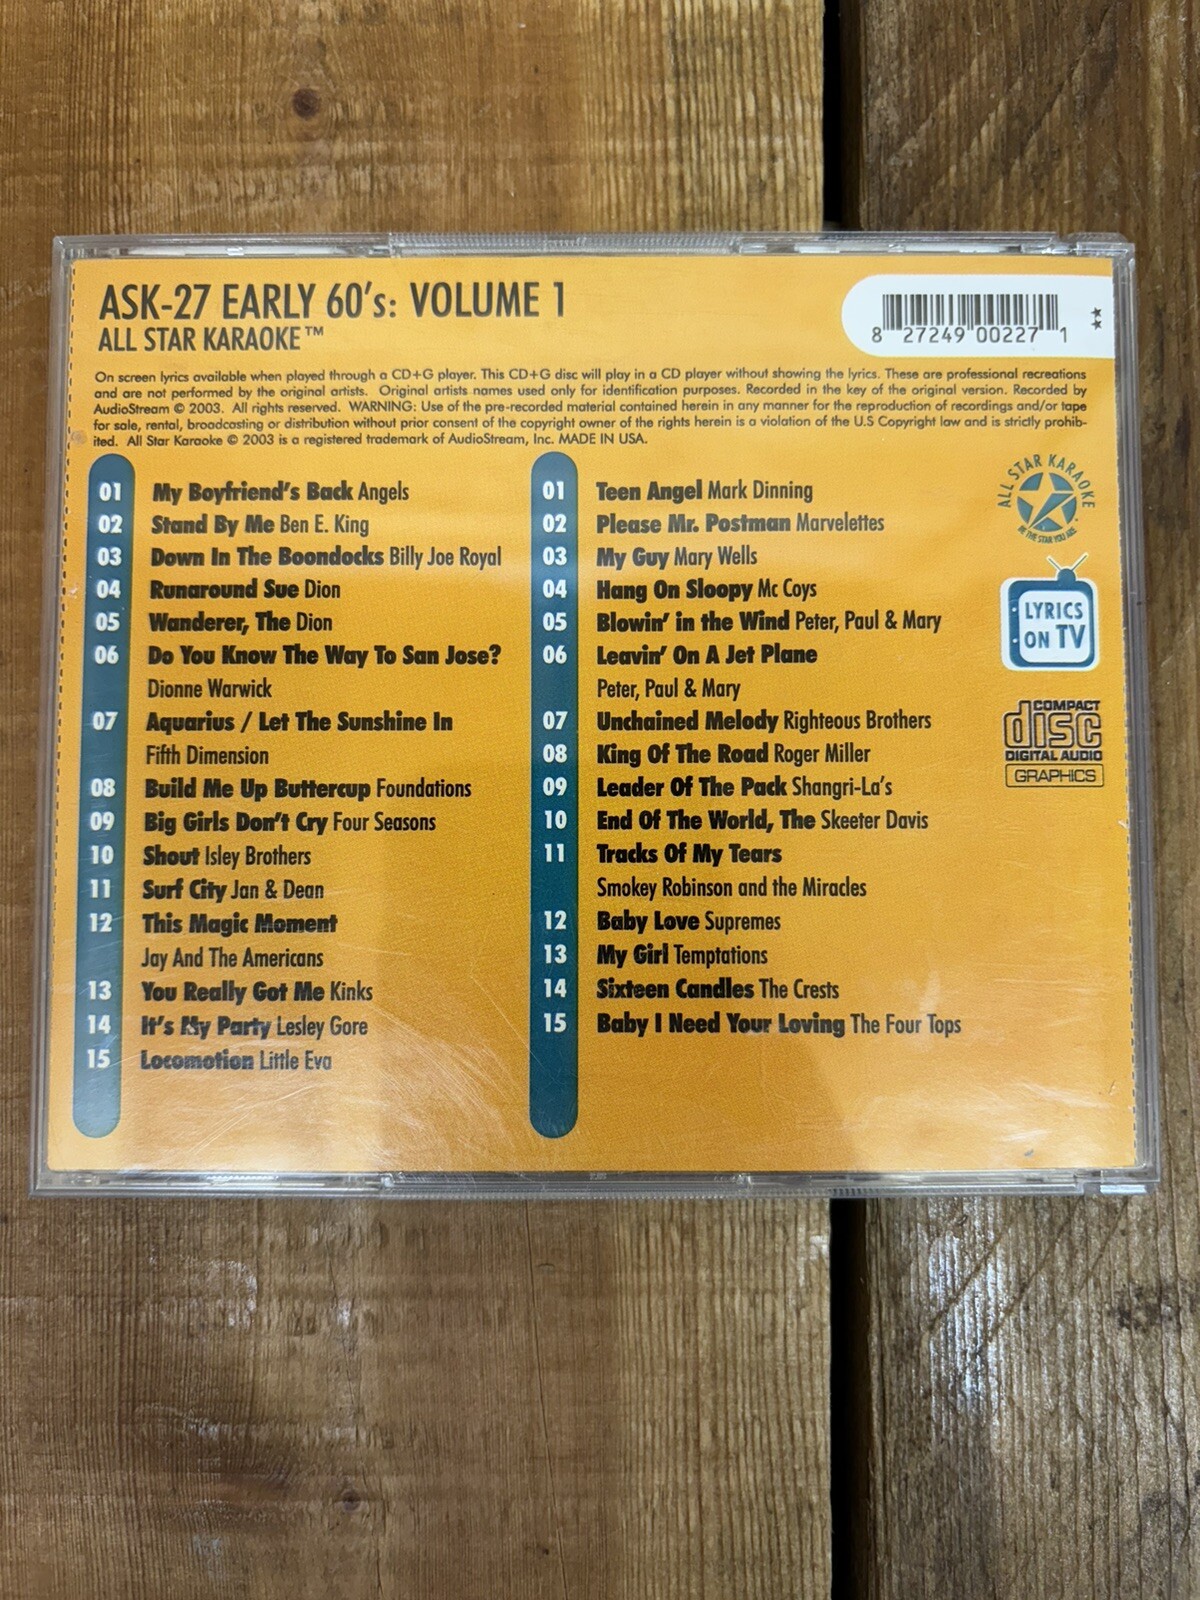 ASK-27 EARLY 60's: VOLUME 1
ALL STAR KARAOKE™
8 27249 00227 1
On screen lyrics available when played through a CD+G player. This CD+G disc will play in a CD player without showing the lyrics. These are professional recreations
and are not performed by the original artists. Original artists names used only for identification purposes. Recorded in the key of the original version. Recorded by
AudioStream © 2003. All rights reserved. WARNING: Use of the pre-recorded material contained herein in any manner for the reproduction of recordings and/or tape
for sale, rental, broadcasting or distribution without prior consent of the copyright owner of the rights herein is a violation of the U.S Copyright law and is strictly prohib-
ited. All Star Karaoke © 2003 is a registered trademark of AudioStream, Inc. MADE IN USA.
01 My Boyfriend's Back Angels
02 Stand By Me Ben E. King
03 Down In The Boondocks Billy Joe Royal
04 Runaround Sue Dion
05 Wanderer, The Dion
06 Do You Know The Way To San Jose?
Dionne Warwick
07 Aquarius / Let The Sunshine In
Fifth Dimension
08 Build Me Up Buttercup Foundations
09 Big Girls Don't Cry Four Seasons
10 Shout Isley Brothers
11 Surf City Jan & Dean
12 This Magic Moment
Jay And The Americans
13 You Really Got Me Kinks
14 It's My Party Lesley Gore
15 Locomotion Little Eva
01 Teen Angel Mark Dinning
02 Please Mr. Postman Marvelettes
03 My Guy Mary Wells
04 Hang On Sloopy Mc Coys
05 Blowin' in the Wind Peter, Paul & Mary
06 Leavin' On A Jet Plane
Peter, Paul & Mary
07 Unchained Melody Righteous Brothers
08 King Of The Road Roger Miller
09 Leader Of The Pack Shangri-La's
10 End Of The World, The Skeeter Davis
11 Tracks Of My Tears
Smokey Robinson and the Miracles
12 Baby Love Supremes
13 My Girl Temptations
14 Sixteen Candles The Crests
15 Baby I Need Your Loving The Four Tops
ALL STAR KARAOKE
BE THE STAR YOU ARE
LYRICS
ON TV
COMPACT
disc
DIGITAL AUDIO
GRAPHICS